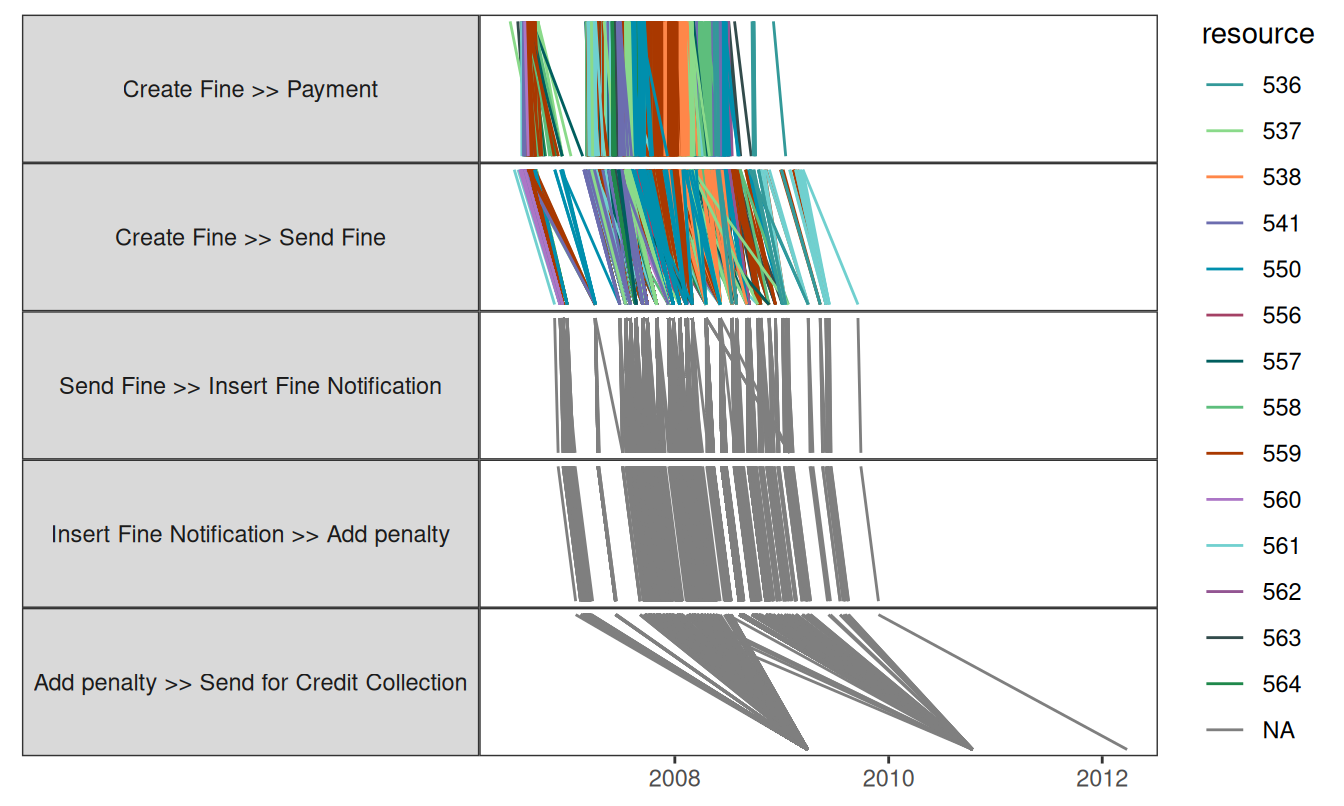 resource
Create Fine >> Payment
Create Fine >> Send Fine
Send Fine >> Insert Fine Notification
Insert Fine Notification >> Add penalty
Add penalty >> Send for Credit Collection
2008
2010
2012
536
537
538
541
550
556
557
558
559
560
561
562
563
564
NA